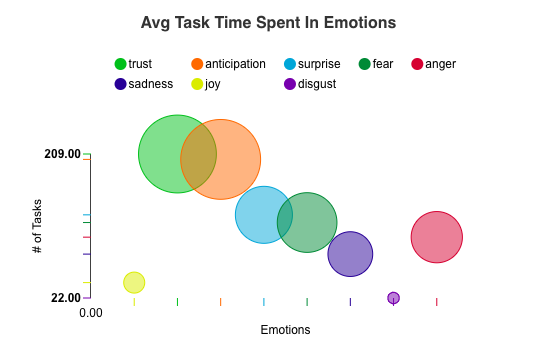 Avg Task Time Spent In Emotions
trust anticipation surprise fear anger
sadness joy disgust
209.00
# of Tasks
22.00
0.00
Emotions